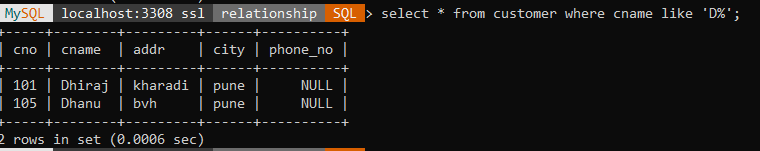 MySQL localhost:3308 ssl relationship SQL > select * from customer where cname like 'D%';
+-----+--------+---------+------+----------+
| cno | cname  | addr    | city | phone_no |
+-----+--------+---------+------+----------+
| 101 | Dhiraj | kharadi | pune |     NULL |
| 105 | Dhanu  | bvh     | pune |     NULL |
+-----+--------+---------+------+----------+
2 rows in set (0.0006 sec)